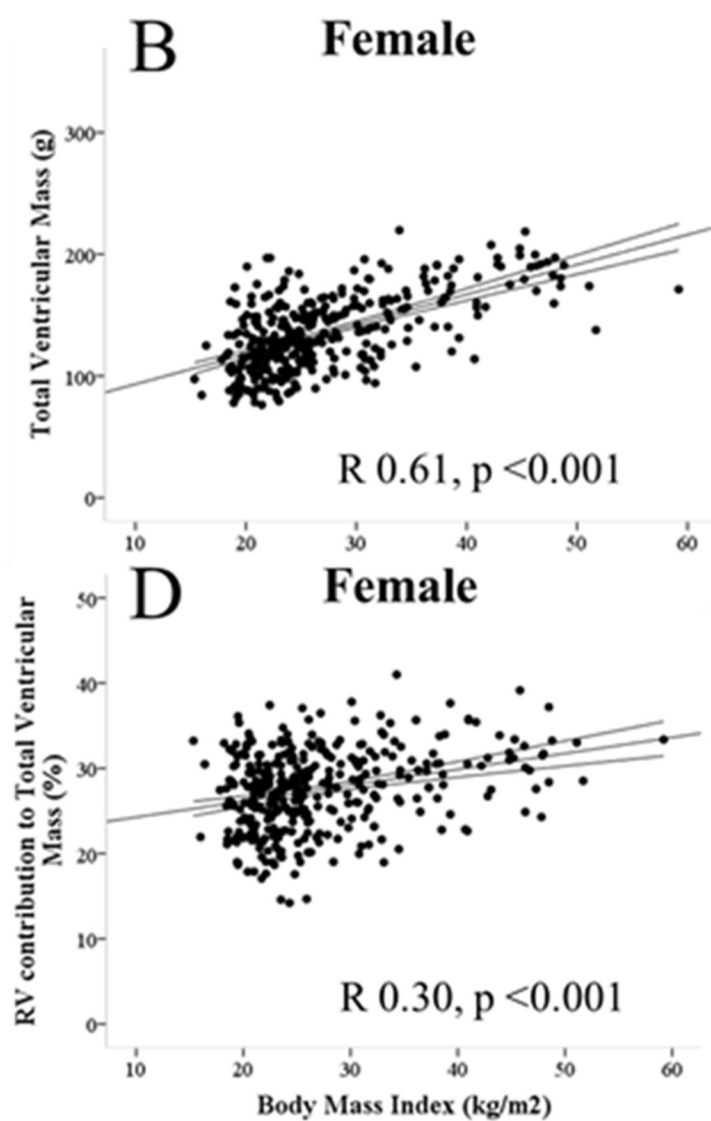 B Female
Total Ventricular Mass (g)
300
200
100
0
R 0.61, p <0.001
10 20 30 40 50 60
D Female
RV contribution to Total Ventricular
Mass (%)
50
40
30
20
10
0
R 0.30, p <0.001
10 20 30 40 50 60
Body Mass Index (kg/m2)